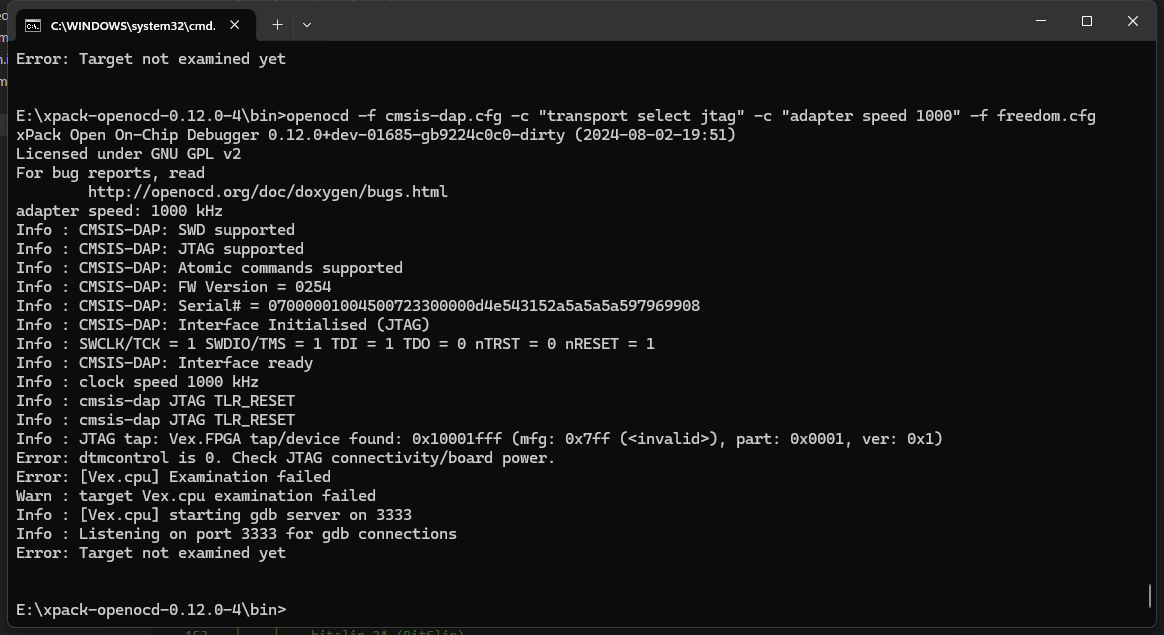 C:\WINDOWS\system32\cmd.
Error: Target not examined yet
E:\xpack-openocd-0.12.0-4\bin>openocd -f cmsis-dap.cfg -c "transport select jtag" -c "adapter speed 1000" -f freedom.cfg
xPack Open On-Chip Debugger 0.12.0+dev-01685-gb9224c0c0-dirty (2024-08-02-19:51)
Licensed under GNU GPL v2
For bug reports, read
http://openocd.org/doc/doxygen/bugs.html
adapter speed: 1000 kHz
Info : CMSIS-DAP: SWD supported
Info : CMSIS-DAP: JTAG supported
Info : CMSIS-DAP: Atomic commands supported
Info : CMSIS-DAP: FW Version = 0254
Info : CMSIS-DAP: Serial# = 07000001004500723300000d4e543152a5a5a5a597969908
Info : CMSIS-DAP: Interface Initialised (JTAG)
Info : SWCLK/TCK = 1 SWDIO/TMS = 1 TDI = 1 TDO = 0 nTRST = 0 nRESET = 1
Info : CMSIS-DAP: Interface ready
Info : clock speed 1000 kHz
Info : cmsis-dap JTAG TLR_RESET
Info : cmsis-dap JTAG TLR_RESET
Info : JTAG tap: Vex.FPGA tap/device found: 0x10001fff (mfg: 0x7ff (<invalid>), part: 0x0001, ver: 0x1)
Error: dtmcontrol is 0. Check JTAG connectivity/board power.
Error: [Vex.cpu] Examination failed
Warn : target Vex.cpu examination failed
Info : [Vex.cpu] starting gdb server on 3333
Info : Listening on port 3333 for gdb connections
Error: Target not examined yet
E:\xpack-openocd-0.12.0-4\bin>